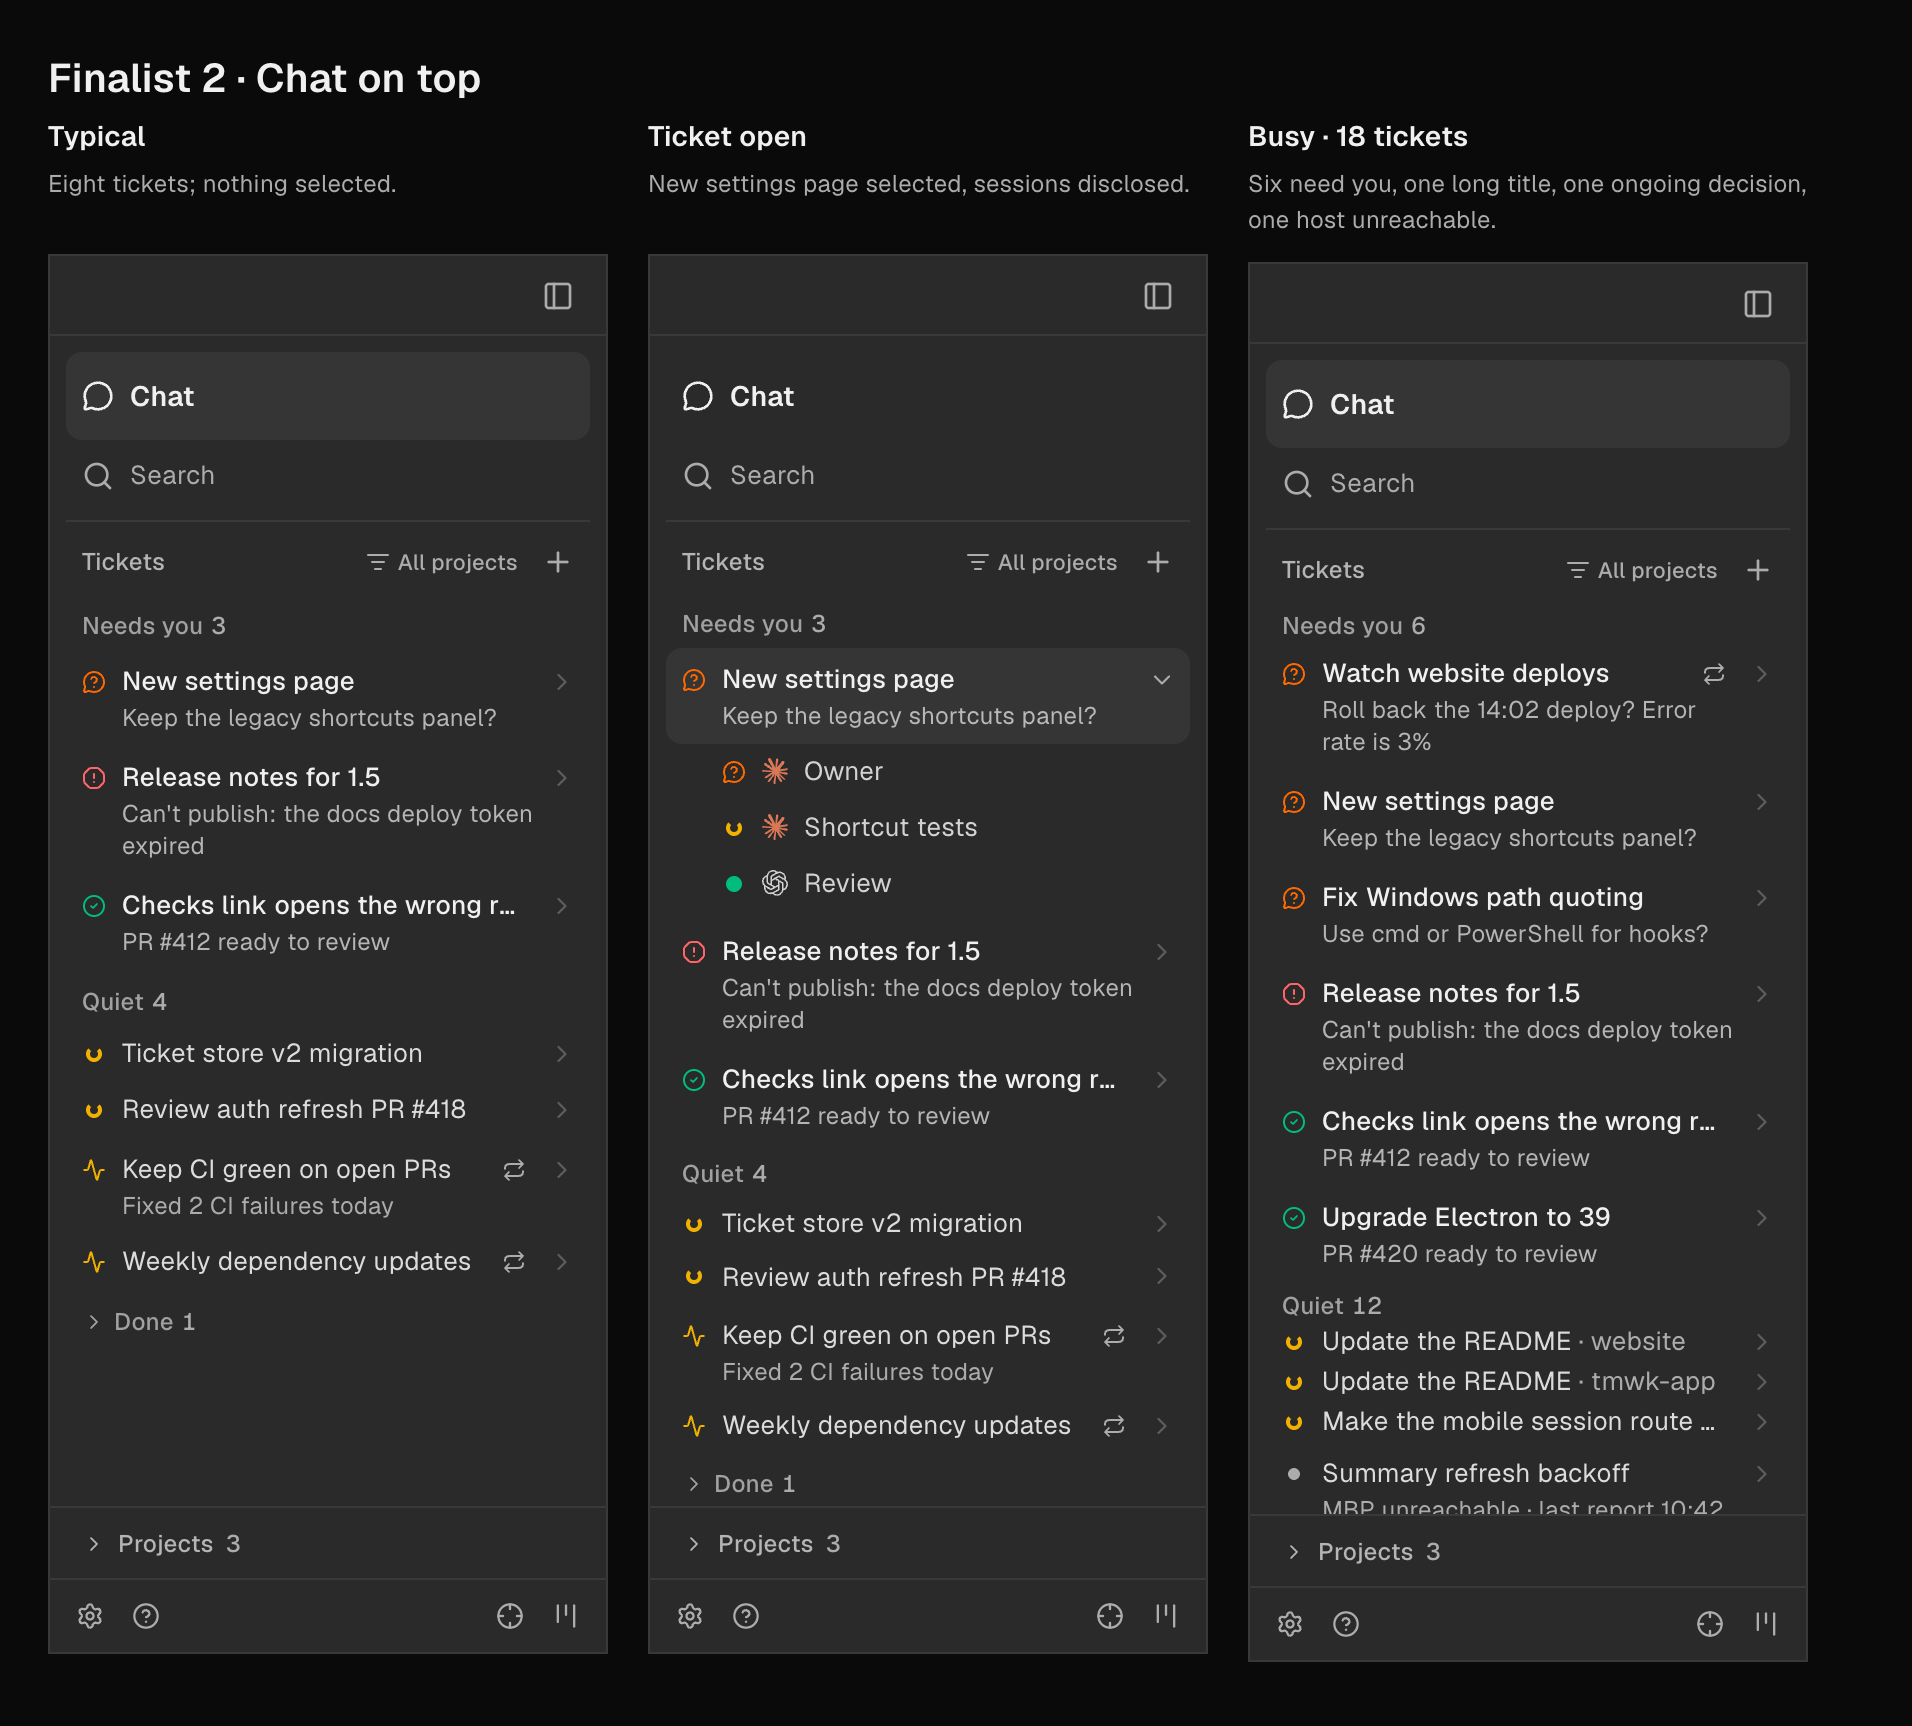 Finalist 2 · Chat on top
Typical
Eight tickets; nothing selected.
Chat
Search
Tickets
All projects
Needs you 3
New settings page
Keep the legacy shortcuts panel?
Release notes for 1.5
Can't publish: the docs deploy token
expired
Checks link opens the wrong r...
PR #412 ready to review
Quiet 4
Ticket store v2 migration
Review auth refresh PR #418
Keep CI green on open PRs
Fixed 2 CI failures today
Weekly dependency updates
Done 1
Projects 3
Ticket open
New settings page selected, sessions disclosed.
Chat
Search
Tickets
All projects
Needs you 3
New settings page
Keep the legacy shortcuts panel?
Owner
Shortcut tests
Review
Release notes for 1.5
Can't publish: the docs deploy token
expired
Checks link opens the wrong r...
PR #412 ready to review
Quiet 4
Ticket store v2 migration
Review auth refresh PR #418
Keep CI green on open PRs
Fixed 2 CI failures today
Weekly dependency updates
Done 1
Projects 3
Busy · 18 tickets
Six need you, one long title, one ongoing decision,
one host unreachable.
Chat
Search
Tickets
All projects
Needs you 6
Watch website deploys
Roll back the 14:02 deploy? Error
rate is 3%
New settings page
Keep the legacy shortcuts panel?
Fix Windows path quoting
Use cmd or PowerShell for hooks?
Release notes for 1.5
Can't publish: the docs deploy token
expired
Checks link opens the wrong r...
PR #412 ready to review
Upgrade Electron to 39
PR #420 ready to review
Quiet 12
Update the README · website
Update the README · tmwk-app
Make the mobile session route ...
Summary refresh backoff
MBP unreachable · last report 10:42
Projects 3